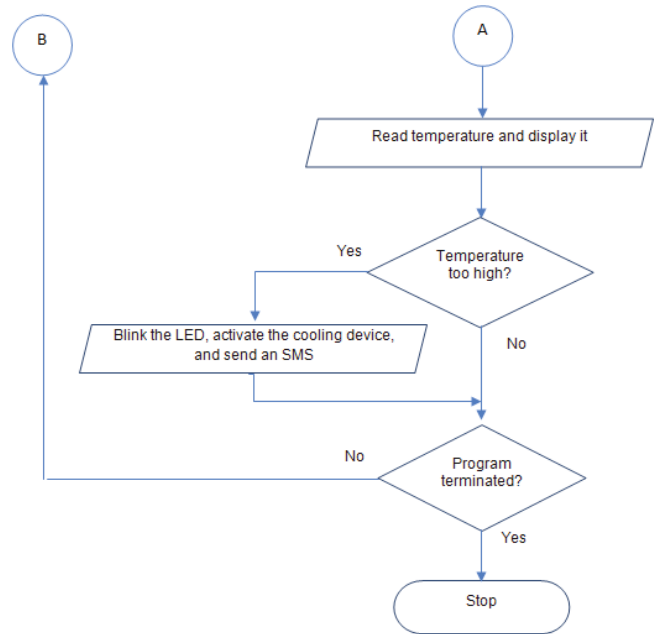 B
A
Read temperature and display it
Yes
Temperature
too high?
Blink the LED, activate the cooling device,
and send an SMS
No
No
Program
terminated?
Yes
Stop